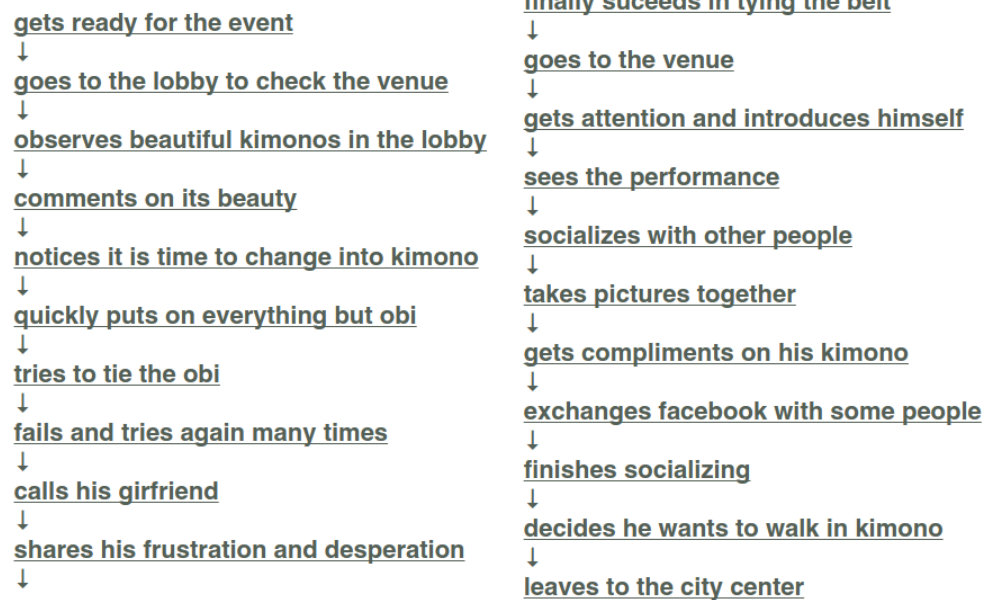 gets ready for the event
↓
goes to the lobby to check the venue
↓
observes beautiful kimonos in the lobby
↓
comments on its beauty
↓
notices it is time to change into kimono
↓
quickly puts on everything but obi
↓
tries to tie the obi
↓
fails and tries again many times
↓
calls his girfriend
↓
shares his frustration and desperation
↓
finally suceeds in tying the belt
↓
goes to the venue
↓
gets attention and introduces himself
↓
sees the performance
↓
socializes with other people
↓
takes pictures together
↓
gets compliments on his kimono
↓
exchanges facebook with some people
↓
finishes socializing
↓
decides he wants to walk in kimono
↓
leaves to the city center